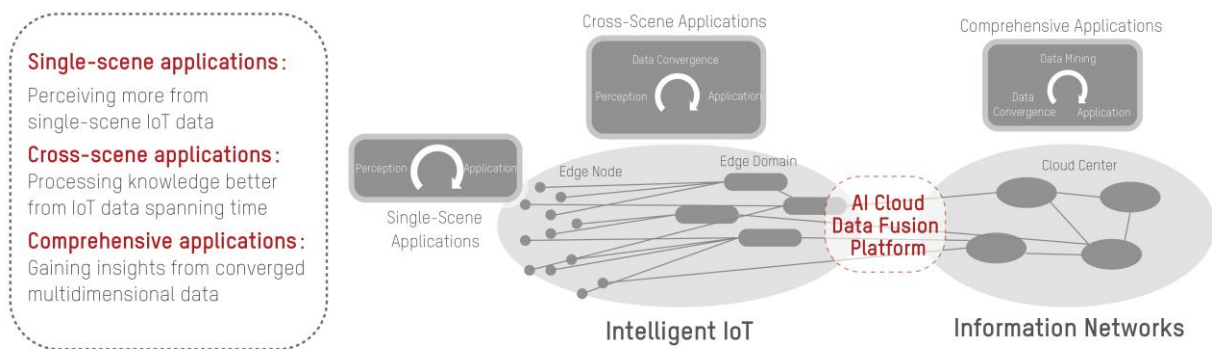 Single-scene applications:
Perceiving more from
single-scene IoT data
Cross-scene applications:
Processing knowledge better
from IoT data spanning time
Comprehensive applications:
Gaining insights from converged
multidimensional data
Cross-Scene Applications
Data Convergence
Perception
Application
Comprehensive Applications
Data Mining
Data
Convergence
Application
Perception
Application
Single-Scene
Applications
Edge Node
Edge Domain
Cloud Center
AI Cloud
Data Fusion
Platform
Intelligent IoT
Information Networks